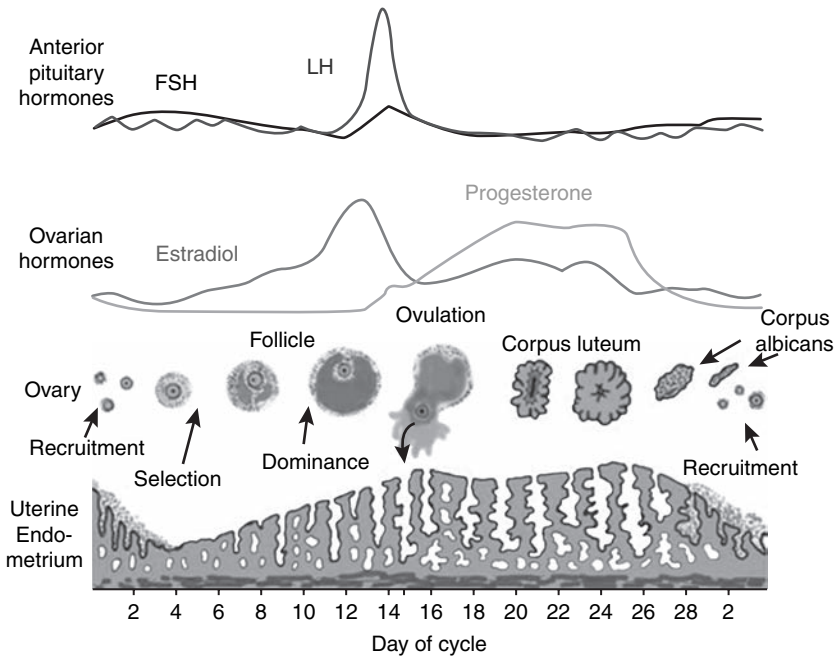 Anterior
pituitary
hormones
FSH
LH
Ovarian
hormones
Estradiol
Progesterone
Ovulation
Follicle
Corpus luteum
Corpus
albicans
Ovary
Recruitment
Selection
Dominance
Recruitment
Uterine
Endo-
metrium
2 4 6 8 10 12 14 16 18 20 22 24 26 28 2
Day of cycle